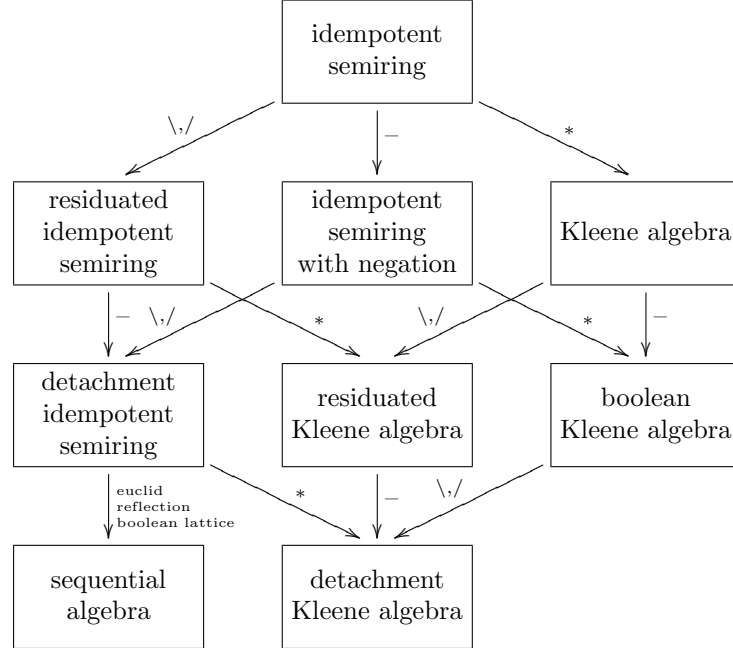 idempotent
semiring
\,/
−
*
residuated
idempotent
semiring
idempotent
semiring
with negation
Kleene algebra
−
\,/
*
\,/
*
−
detachment
idempotent
semiring
residuated
Kleene algebra
boolean
Kleene algebra
euclid
reflection
boolean lattice
*
−
\,/
sequential
algebra
detachment
Kleene algebra